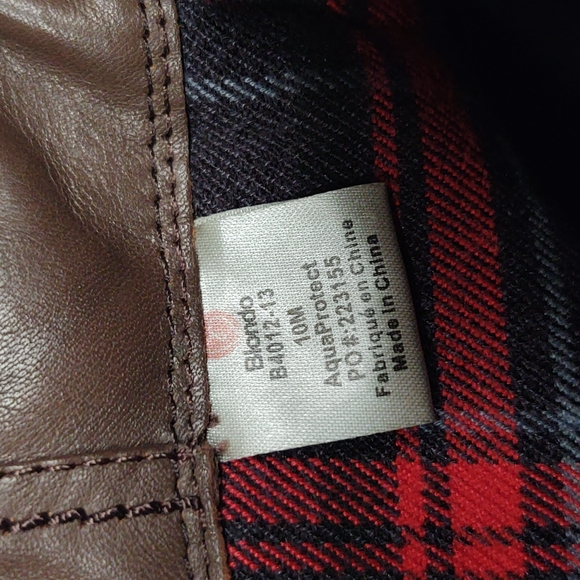 Blondo
B4012-13
10M
AquaProtect
PO #:223155
Fabriqué en Chine
Made in China